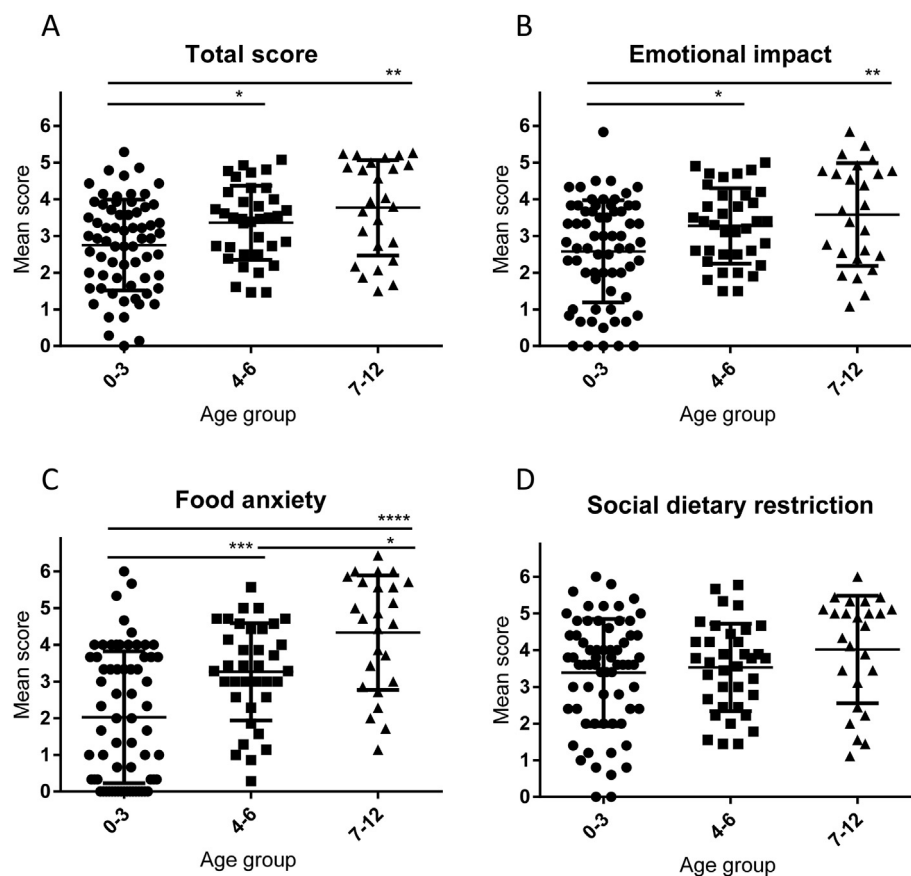 A
Total score
**
*
Mean score
6
5
4
3
2
1
0
0-3
4-6
7-12
Age group
B
Emotional impact
**
*
Mean score
6
5
4
3
2
1
0
0-3
4-6
7-12
Age group
C
Food anxiety
****
***
*
Mean score
6
5
4
3
2
1
0
0-3
4-6
7-12
Age group
D
Social dietary restriction
Mean score
6
5
4
3
2
1
0
0-3
4-6
7-12
Age group